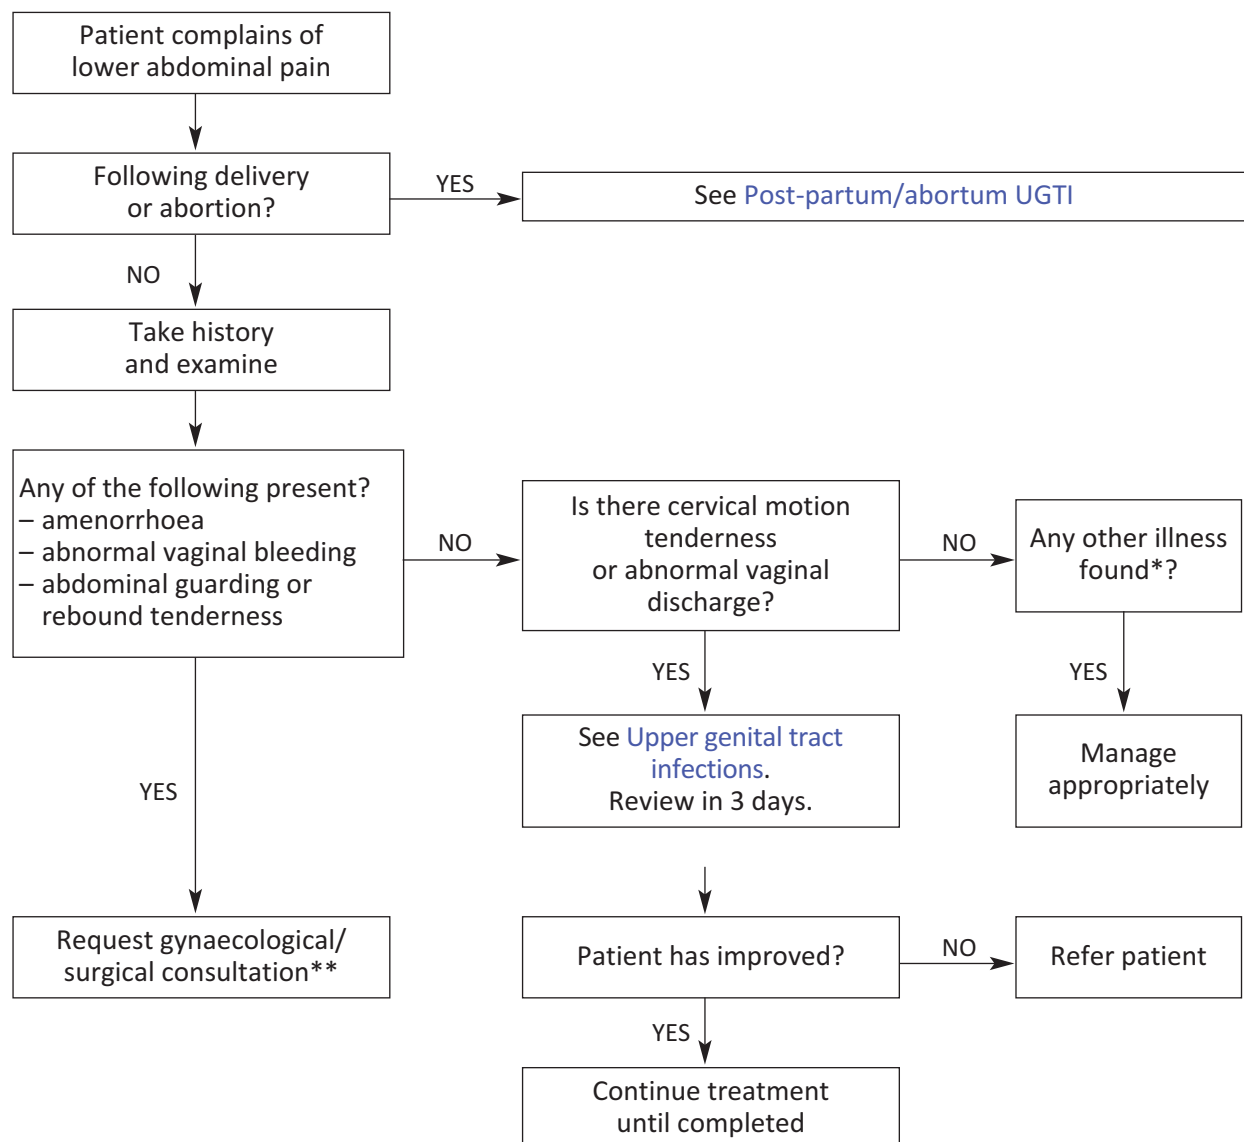 Patient complains of
lower abdominal pain
Following delivery
or abortion?
YES
See Post-partum/abortum UGTI
NO
Take history
and examine
Any of the following present?
– amenorrhoea
– abnormal vaginal bleeding
– abdominal guarding or
rebound tenderness
NO
Is there cervical motion
tenderness
or abnormal vaginal
discharge?
NO
Any other illness
found*?
YES
YES
See Upper genital tract
infections.
Review in 3 days.
Manage
appropriately
YES
Request gynaecological/
surgical consultation**
Patient has improved?
NO
Refer patient
YES
Continue treatment
until completed